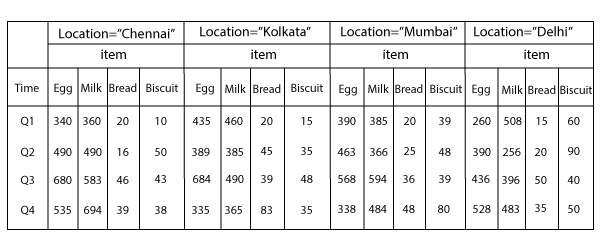 Location="Chennai" Location="Kolkata" Location="Mumbai" Location="Delhi"
item item item item
Time Egg Milk Bread Biscuit Egg Milk Bread Biscuit Egg Milk Bread Biscuit Egg Milk Bread Biscuit
Q1 340 360 20 10 435 460 20 15 390 385 20 39 260 508 15 60
Q2 490 490 16 50 389 385 45 35 463 366 25 48 390 256 20 90
Q3 680 583 46 43 684 490 39 48 568 594 36 39 436 396 50 40
Q4 535 694 39 38 335 365 83 35 338 484 48 80 528 483 35 50